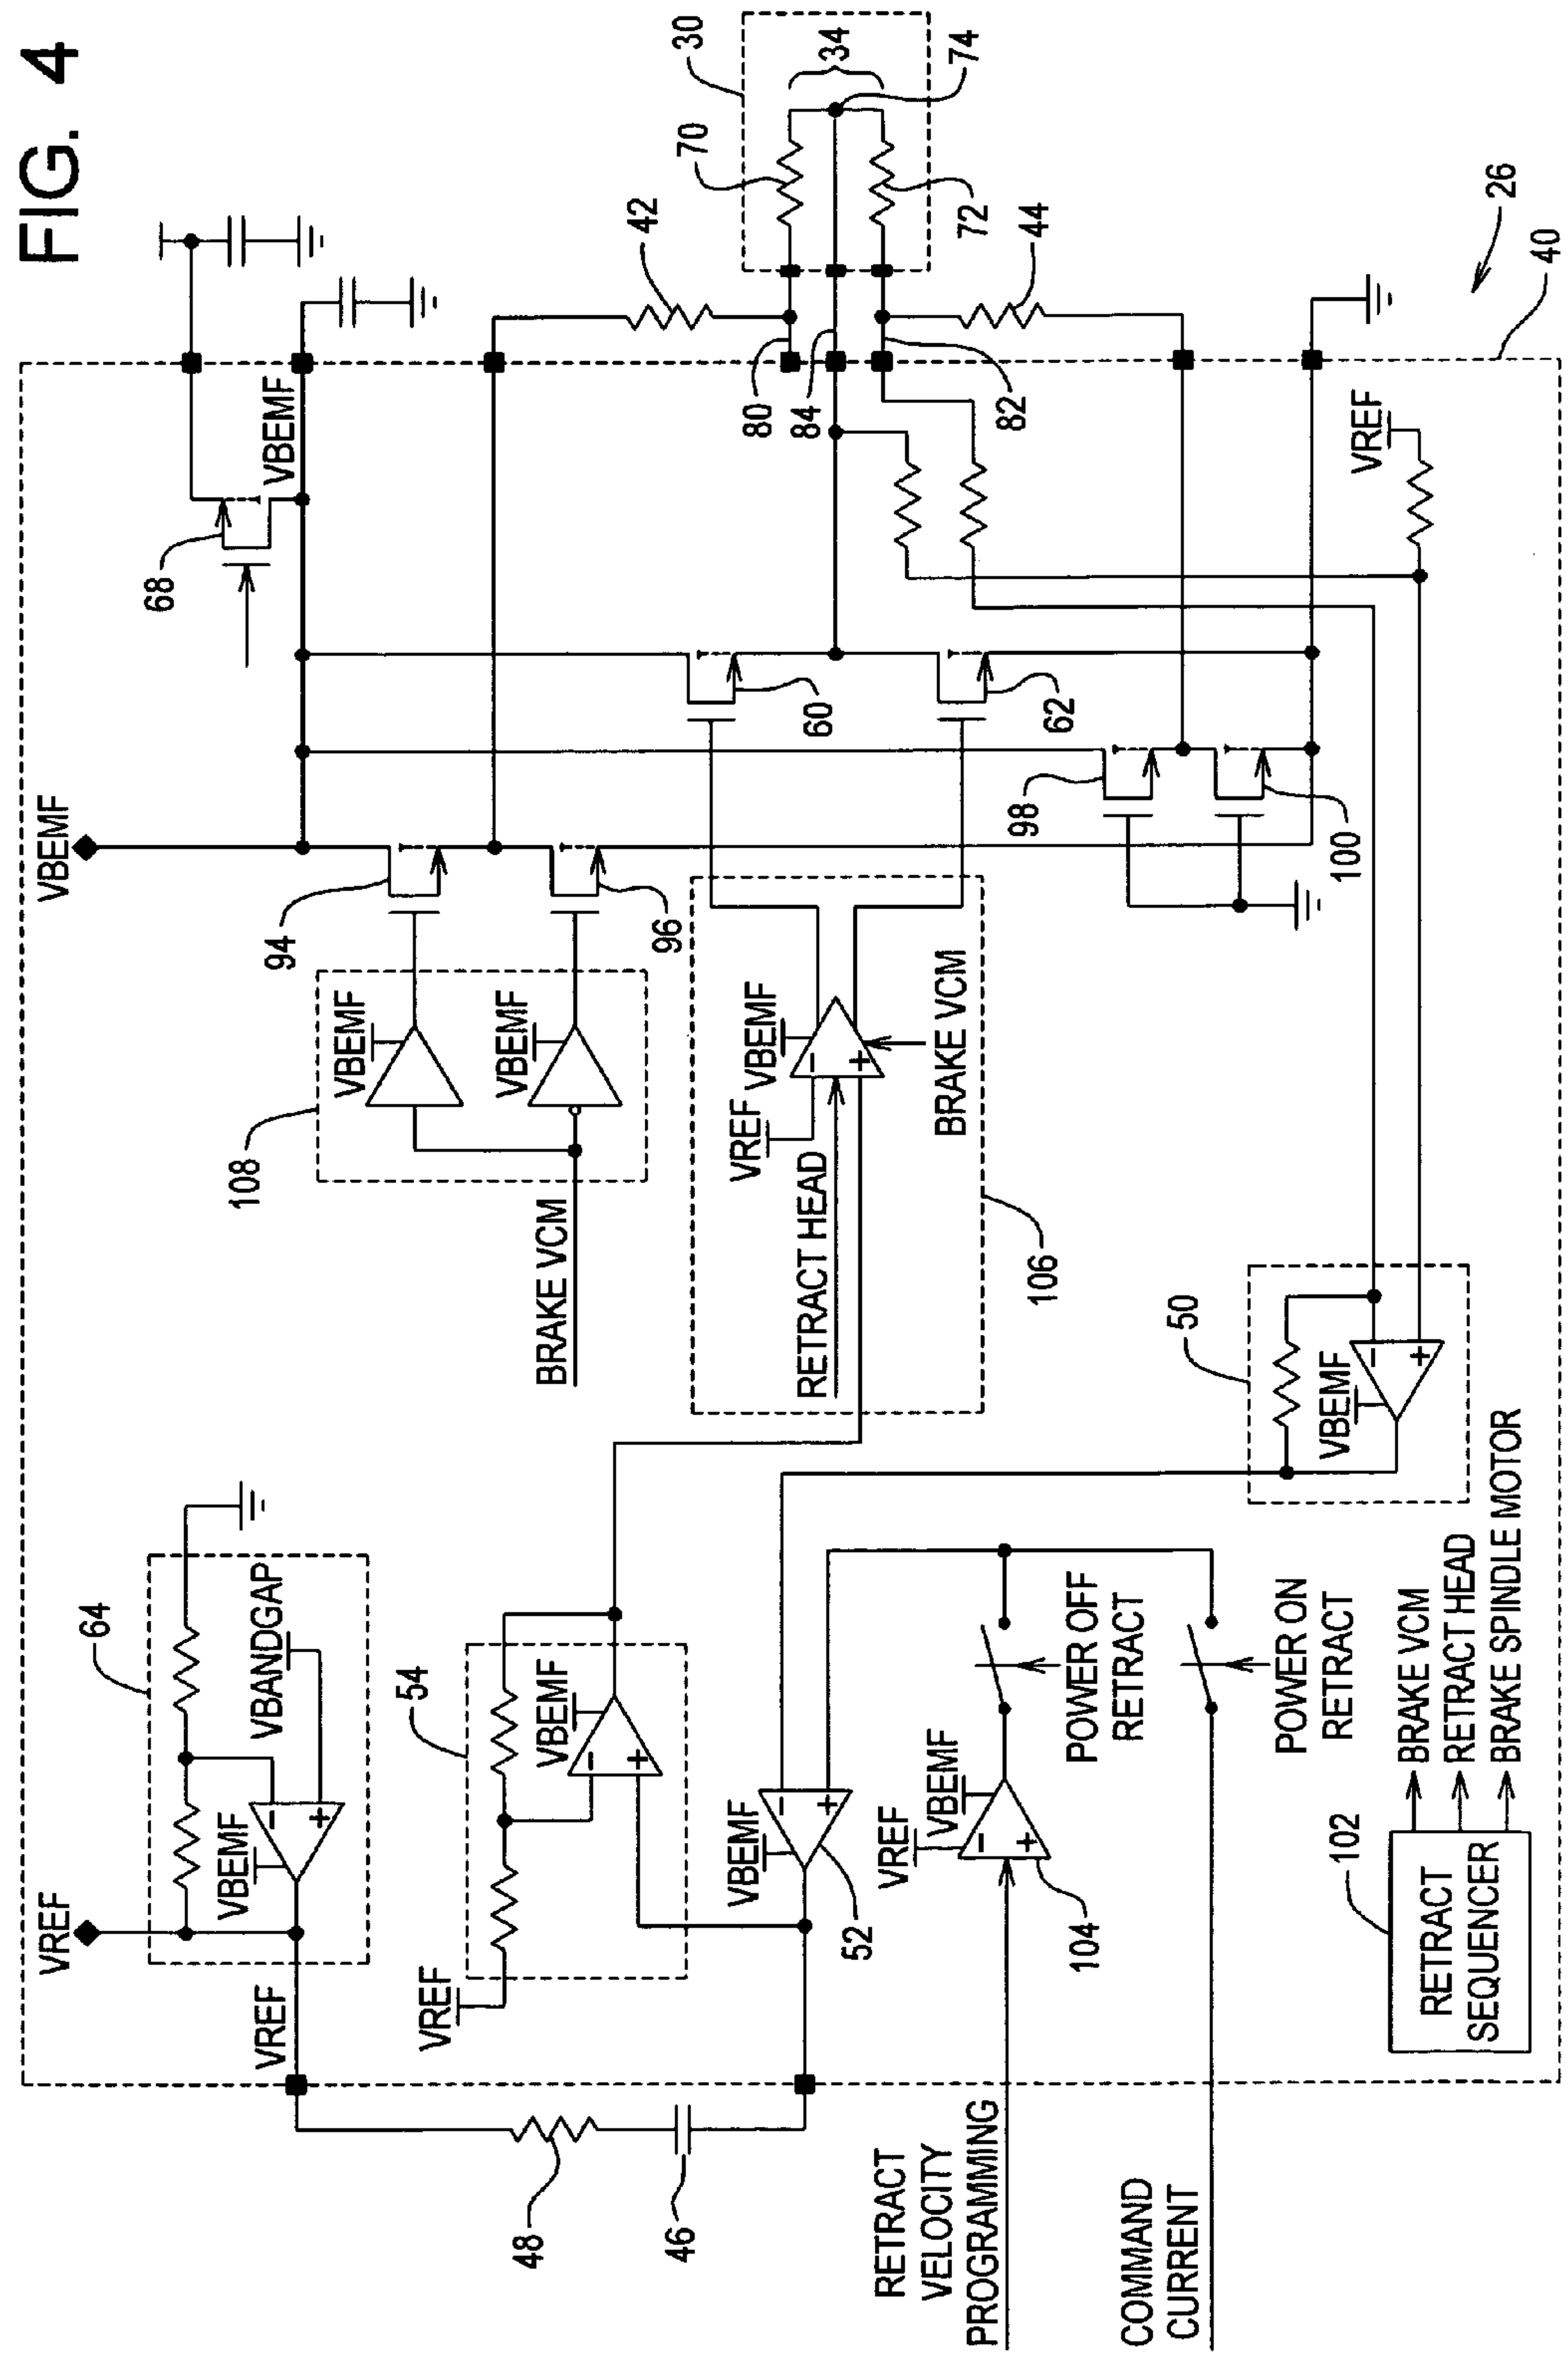 FIG. 4
VREF
64
VBEMF
VBANDGAP
VREF
VREF
54
VBEMF
48
46
VBEMF
52
VREF
VBEMF
104
RETRACT
VELOCITY
PROGRAMMING
COMMAND
CURRENT
POWER OFF
RETRACT
POWER ON
RETRACT
102
RETRACT
SEQUENCER
BRAKE VCM
RETRACT HEAD
BRAKE SPINDLE MOTOR
50
VBEMF
VBEMF
94
96
108
VBEMF
VBEMF
BRAKE VCM
VREF
VBEMF
RETRACT HEAD
BRAKE VCM
106
60
62
98
100
68
VBEMF
80
84
82
VREF
42
44
30
70
34
74
72
26
40